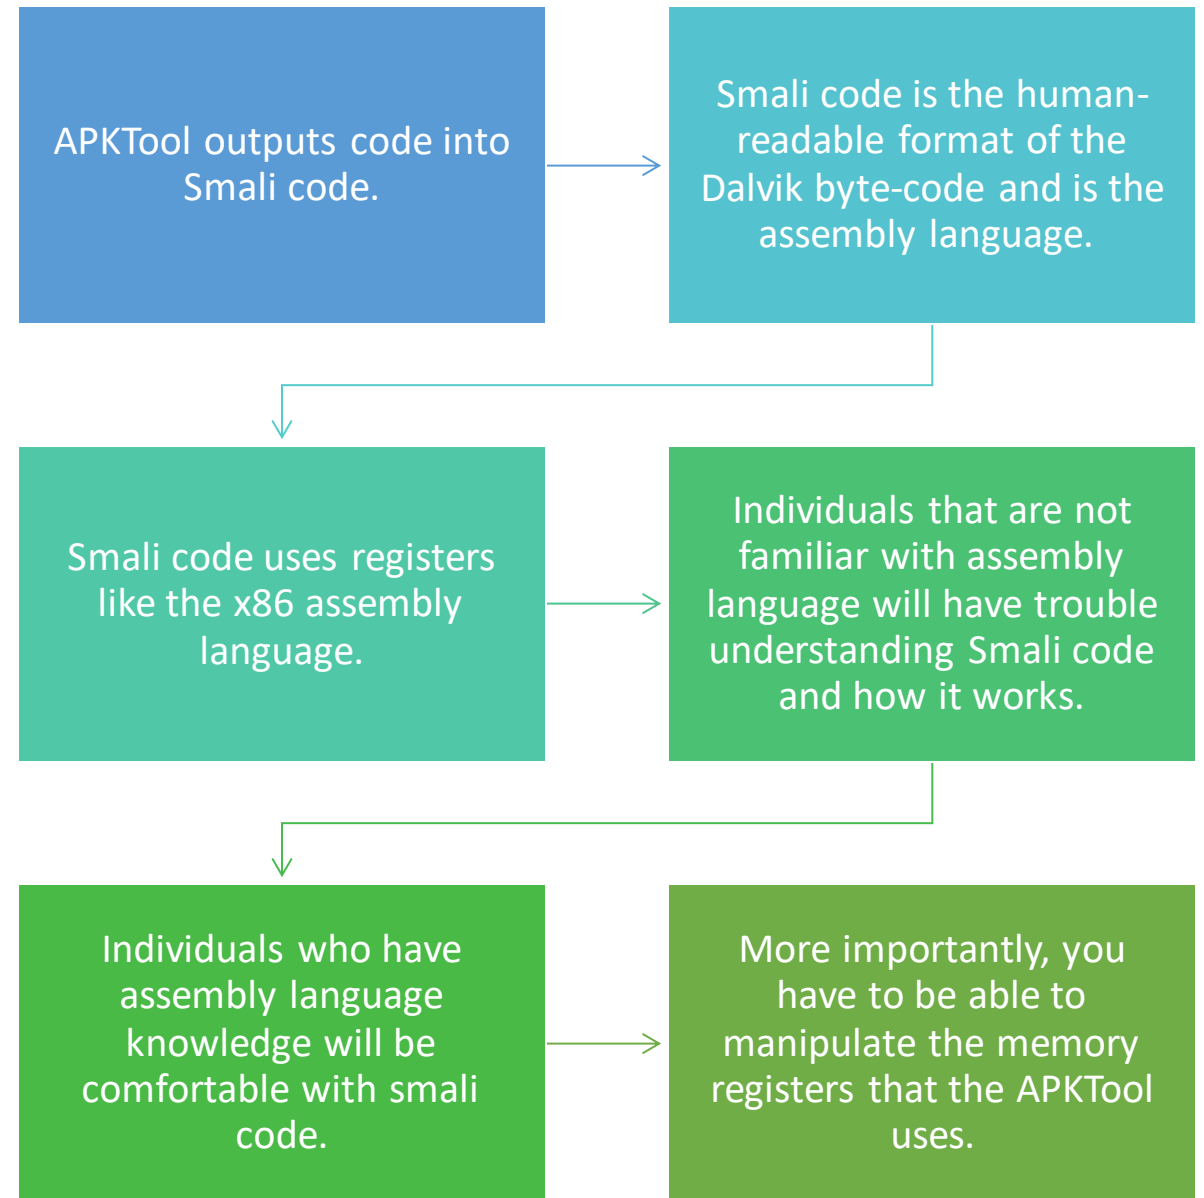 APKTool outputs code into
Smali code.
Smali code is the human-
readable format of the
Dalvik byte-code and is the
assembly language.
Smali code uses registers
like the x86 assembly
language.
Individuals that are not
familiar with assembly
language will have trouble
understanding Smali code
and how it works.
Individuals who have
assembly language
knowledge will be
comfortable with smali
code.
More importantly, you
have to be able to
manipulate the memory
registers that the APKTool
uses.